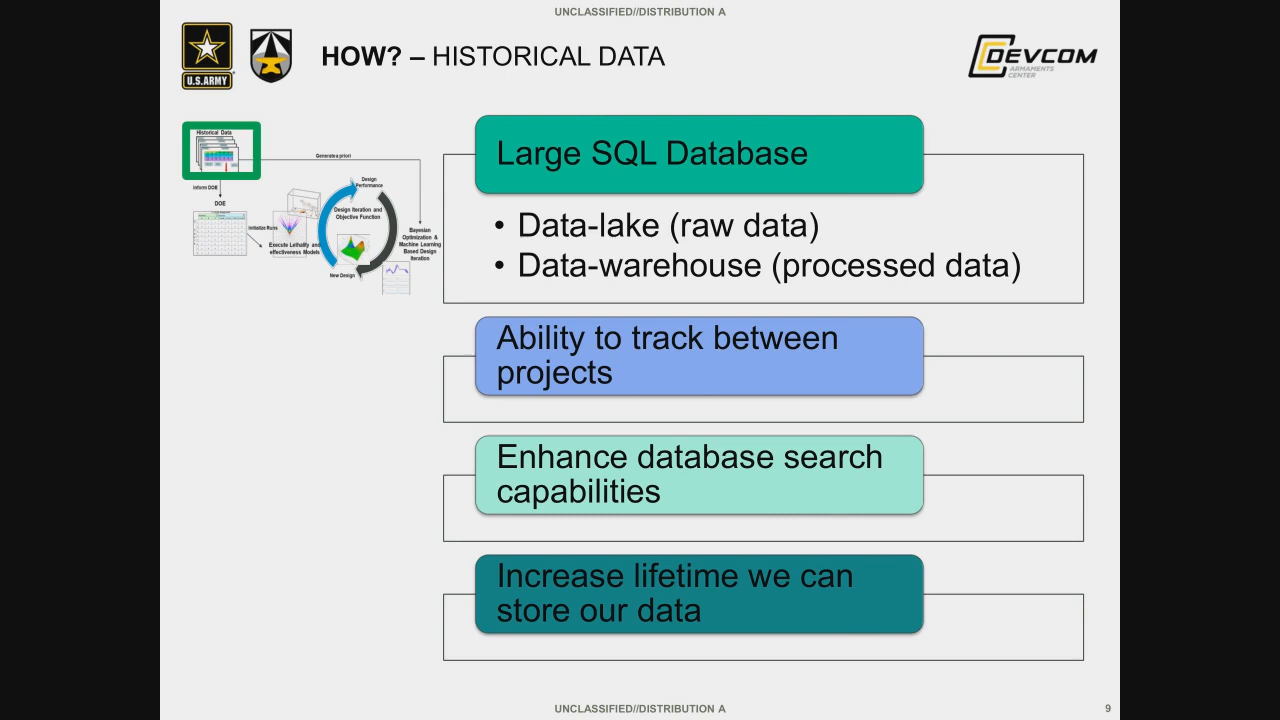 UNCLASSIFIED//DISTRIBUTION A
U.S.ARMY
HOW? – HISTORICAL DATA
DEVCOM
ARMAMENTS
CENTER
Historical Data
Generate a priori
Inform DOE
DOE
Initialize Runs
Execute Lethality and
effectiveness Models
Design
Performance
Design Iteration and
Objective Function
New Design
Bayesian
Optimization &
Machine Learning
Based Design
Iteration
Large SQL Database
• Data-lake (raw data)
• Data-warehouse (processed data)
Ability to track between
projects
Enhance database search
capabilities
Increase lifetime we can
store our data
UNCLASSIFIED//DISTRIBUTION A
9